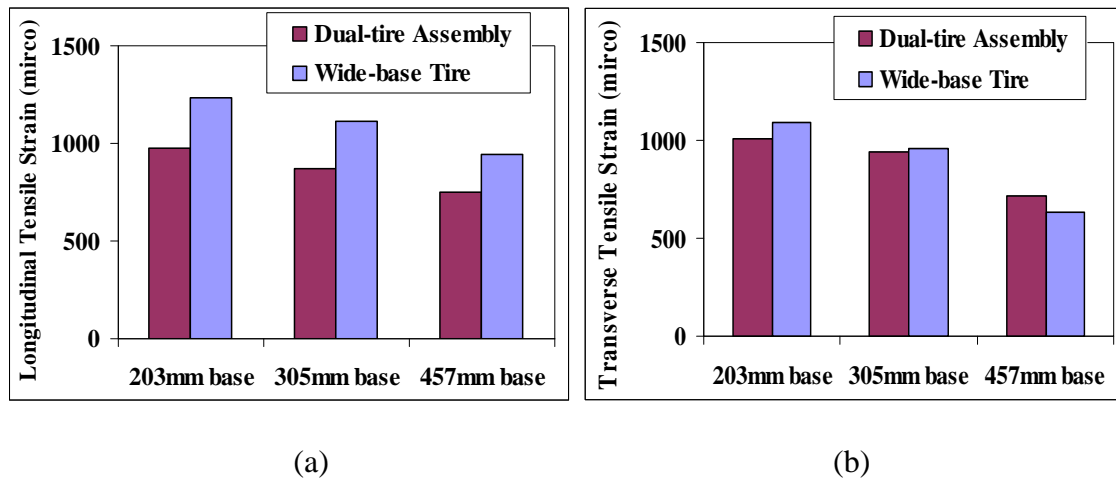 Longitudinal Tensile Strain (mirco)
1500
1000
500
0
Dual-tire Assembly
Wide-base Tire
203mm base 305mm base 457mm base
(a)
Transverse Tensile Strain (mirco)
1500
1000
500
0
Dual-tire Assembly
Wide-base Tire
203mm base 305mm base 457mm base
(b)